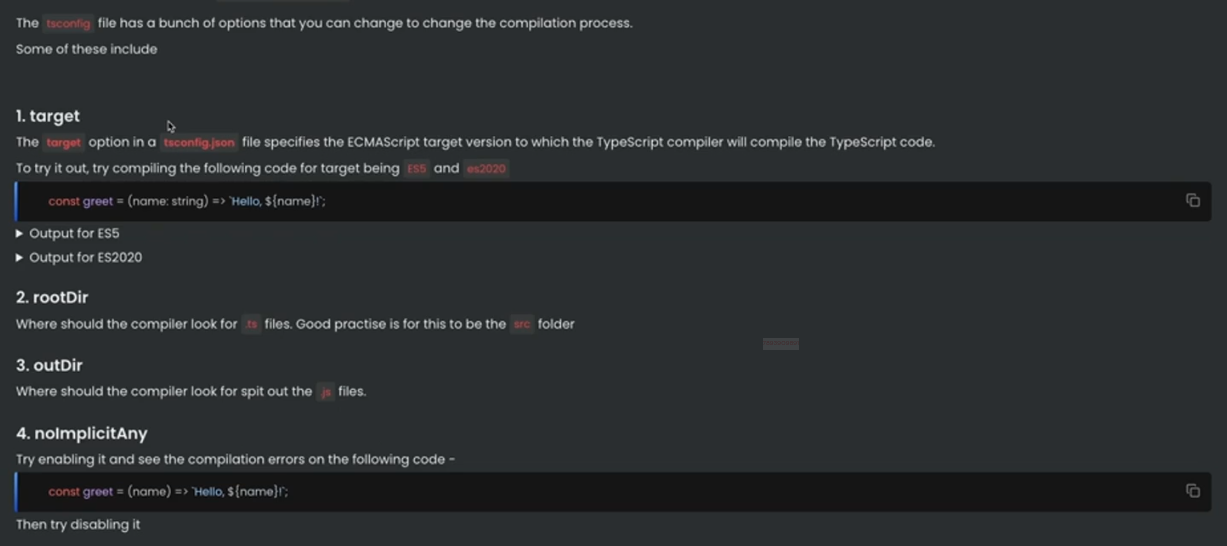 The tsconfig file has a bunch of options that you can change to change the compilation process.
Some of these include
1. target
The target option in a tsconfig.json file specifies the ECMAScript target version to which the TypeScript compiler will compile the TypeScript code.
To try it out, try compiling the following code for target being ES5 and es2020
const greet = (name: string) => `Hello, ${name}!`;
Output for ES5
Output for ES2020
2. rootDir
Where should the compiler look for .ts files. Good practise is for this to be the src folder
3. outDir
Where should the compiler look for spit out the .js files.
4. noImplicitAny
Try enabling it and see the compilation errors on the following code -
const greet = (name) => `Hello, ${name}!`;
Then try disabling it